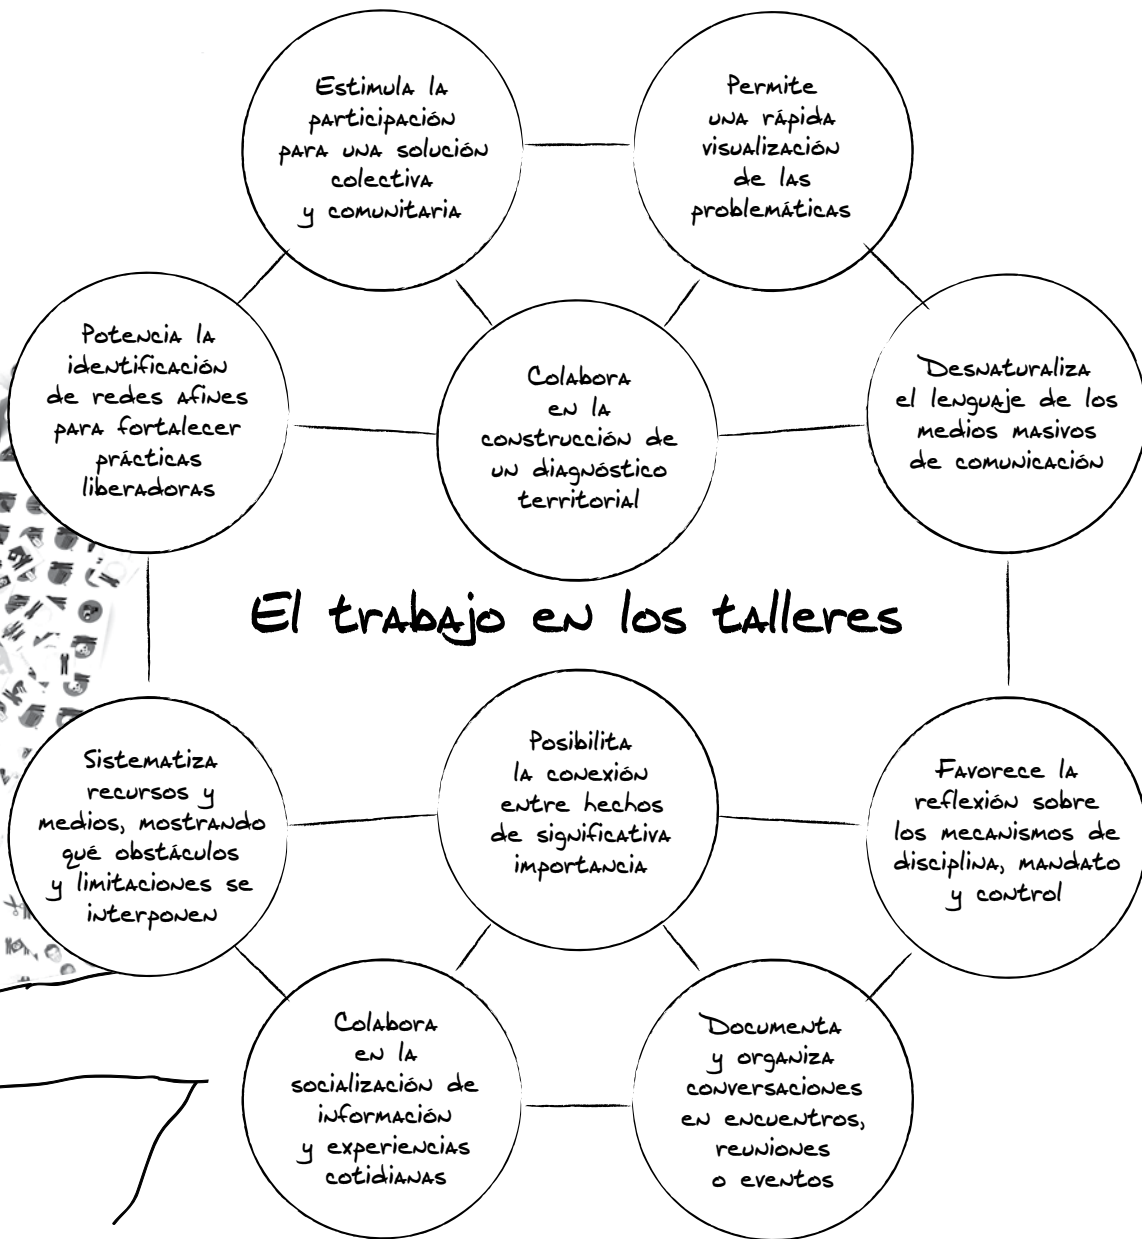 Estimula la
participación
para una solución
colectiva
y comunitaria
Permite
una rápida
visualización
de las
problemáticas
Potencia la
identificación
de redes afines
para fortalecer
prácticas
liberadoras
Colabora
en la
construcción de
un diagnóstico
territorial
Desnaturaliza
el lenguaje de los
medios masivos
de comunicación
El trabajo en los talleres
Sistematiza
recursos y
medios, mostrando
qué obstáculos
y limitaciones se
interponen
Posibilita
la conexión
entre hechos
de significativa
importancia
Favorece la
reflexión sobre
los mecanismos de
disciplina, mandato
y control
Colabora
en la
socialización de
información
y experiencias
cotidianas
Documenta
y organiza
conversaciones
en encuentros,
reuniones
o eventos